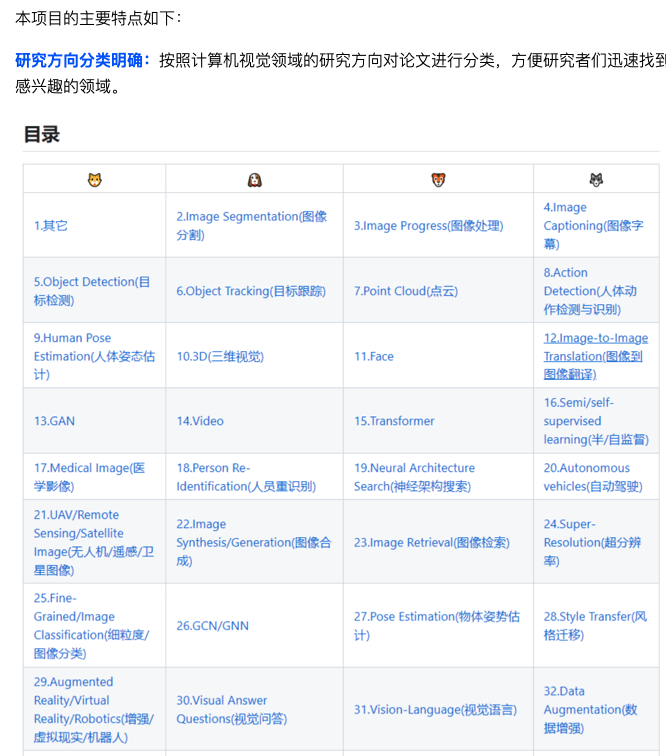 本项目的主要特点如下：
研究方向分类明确：按照计算机视觉领域的研究方向对论文进行分类，方便研究者们迅速找到
感兴趣的领域。
目录
1.其它
2.Image Segmentation(图像
分割)
3.Image Progress(图像处理)
4.Image
Captioning(图像字
幕)
5.Object Detection(目
标检测)
6.Object Tracking(目标跟踪)
7.Point Cloud(点云)
8.Action
Detection(人体动
作检测与识别)
9.Human Pose
Estimation(人体姿态估
计)
10.3D(三维视觉)
11.Face
12.Image-to-Image
Translation(图像到
图像翻译)
13.GAN
14.Video
15.Transformer
16.Semi/self-
supervised
learning(半/自监督)
17.Medical Image(医
学影像)
18.Person Re-
Identification(人员重识别)
19.Neural Architecture
Search(神经架构搜索)
20.Autonomous
vehicles(自动驾驶)
21.UAV/Remote
Sensing/Satellite
Image(无人机/遥感/卫
星图像)
22.Image
Synthesis/Generation(图像合
成)
23.Image Retrieval(图像检索)
24.Super-
Resolution(超分辨
率)
25.Fine-
Grained/Image
Classification(细粒度/
图像分类)
26.GCN/GNN
27.Pose Estimation(物体姿势估
计)
28.Style Transfer(风
格迁移)
29.Augmented
Reality/Virtual
Reality/Robotics(增强/
虚拟现实/机器人)
30.Visual Answer
Questions(视觉问答)
31.Vision-Language(视觉语言)
32.Data
Augmentation(数
据增强)